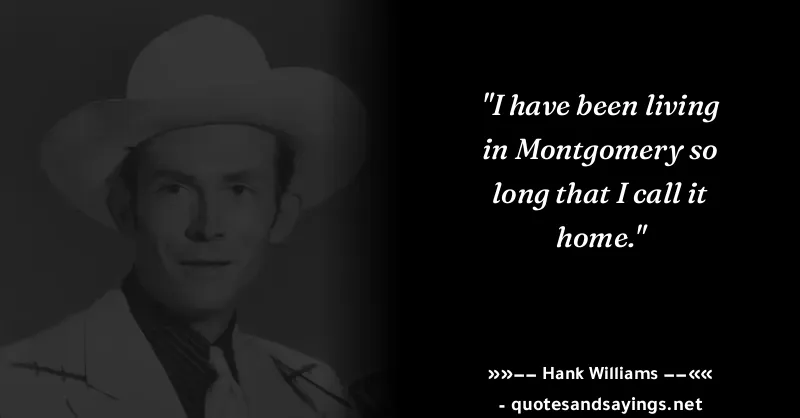 "I have been living
in Montgomery so
long that I call it
home."
»»–– Hank Williams ––««
- quotesandsayings.net